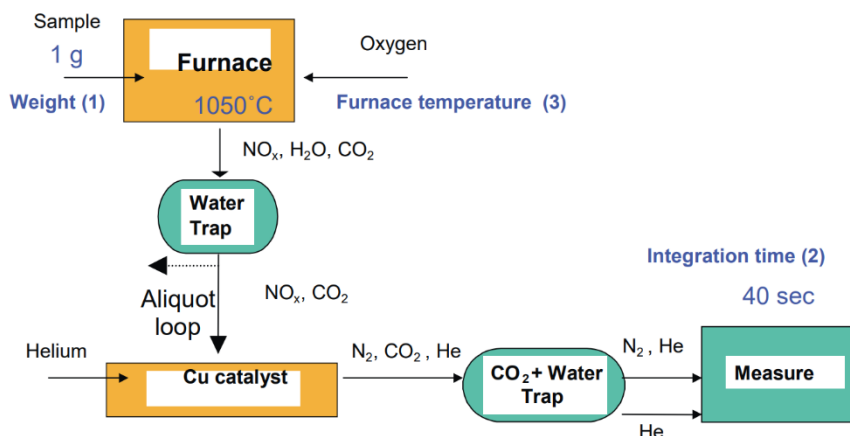 Sample
1 g
Weight (1)
Furnace
1050˚C
Oxygen
Furnace temperature (3)
NOx, H2O, CO2
Water
Trap
Aliquot
loop
NOx, CO2
Integration time (2)
40 sec
Helium
Cu catalyst
N2, CO2 , He
CO2 + Water
Trap
N2 , He
He
Measure